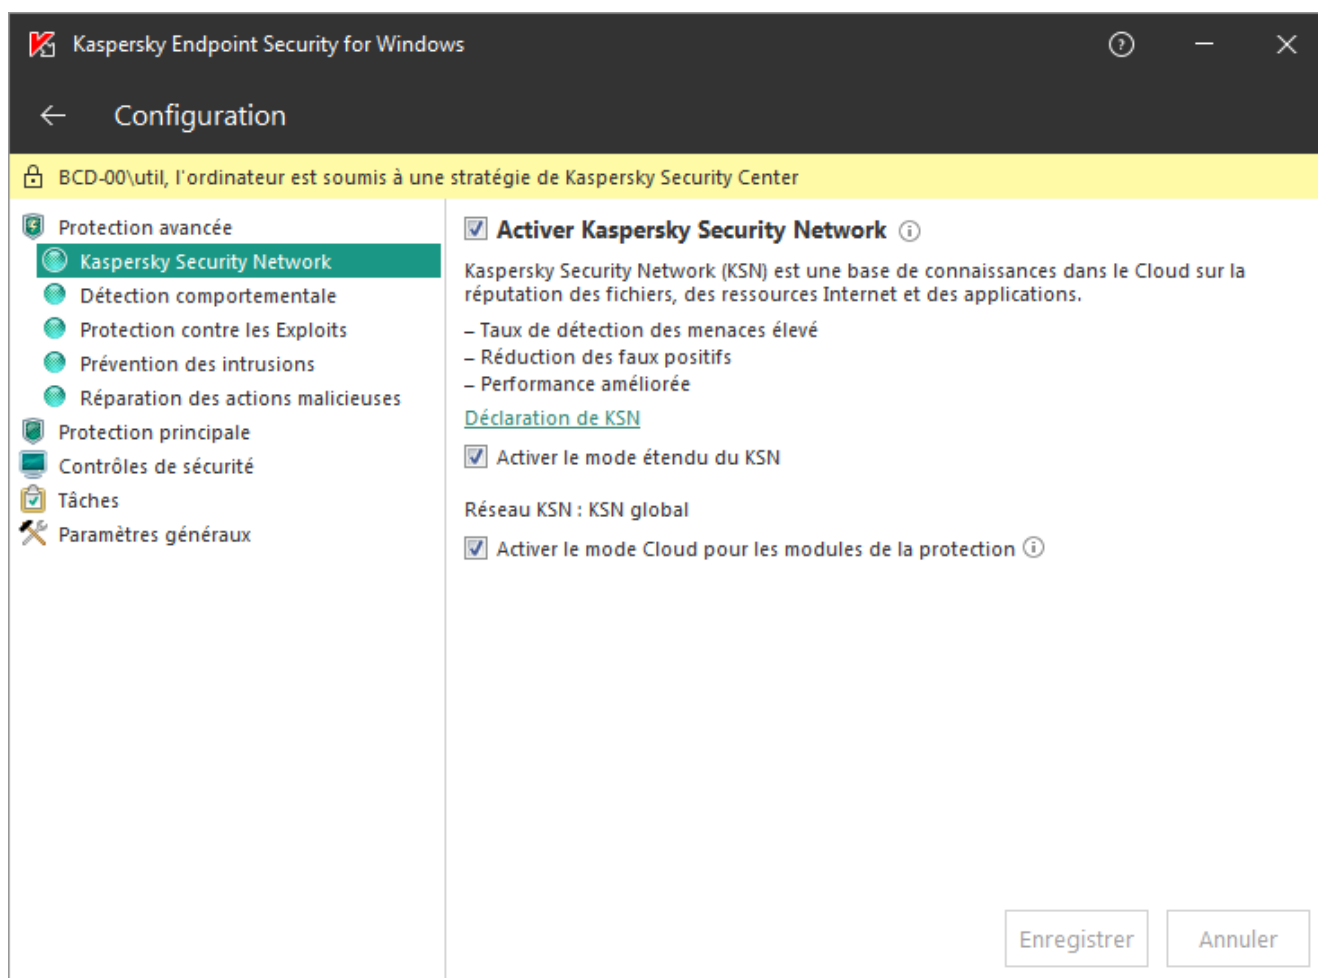 Kaspersky Endpoint Security for Windows
Configuration
BCD-00\util, l'ordinateur est soumis à une stratégie de Kaspersky Security Center
Protection avancée
Kaspersky Security Network
Détection comportementale
Protection contre les Exploits
Prévention des intrusions
Réparation des actions malicieuses
Protection principale
Contrôles de sécurité
Tâches
Paramètres généraux
Activer Kaspersky Security Network
Kaspersky Security Network (KSN) est une base de connaissances dans le Cloud sur la
réputation des fichiers, des ressources Internet et des applications.
– Taux de détection des menaces élevé
– Réduction des faux positifs
– Performance améliorée
Déclaration de KSN
Activer le mode étendu du KSN
Réseau KSN : KSN global
Activer le mode Cloud pour les modules de la protection
Enregistrer
Annuler